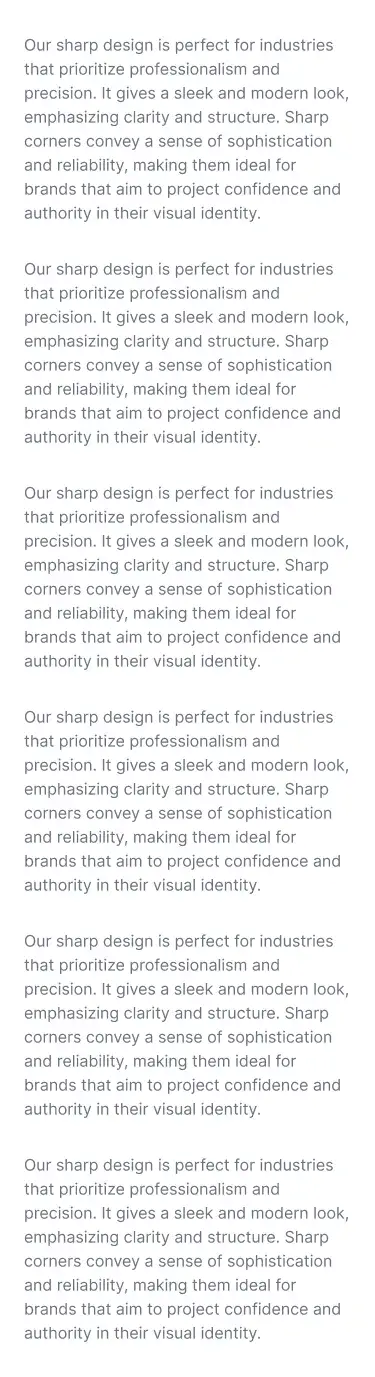 Our sharp design is perfect for industries
that prioritize professionalism and
precision. It gives a sleek and modern look,
emphasizing clarity and structure. Sharp
corners convey a sense of sophistication
and reliability, making them ideal for
brands that aim to project confidence and
authority in their visual identity.

Our sharp design is perfect for industries
that prioritize professionalism and
precision. It gives a sleek and modern look,
emphasizing clarity and structure. Sharp
corners convey a sense of sophistication
and reliability, making them ideal for
brands that aim to project confidence and
authority in their visual identity.

Our sharp design is perfect for industries
that prioritize professionalism and
precision. It gives a sleek and modern look,
emphasizing clarity and structure. Sharp
corners convey a sense of sophistication
and reliability, making them ideal for
brands that aim to project confidence and
authority in their visual identity.

Our sharp design is perfect for industries
that prioritize professionalism and
precision. It gives a sleek and modern look,
emphasizing clarity and structure. Sharp
corners convey a sense of sophistication
and reliability, making them ideal for
brands that aim to project confidence and
authority in their visual identity.

Our sharp design is perfect for industries
that prioritize professionalism and
precision. It gives a sleek and modern look,
emphasizing clarity and structure. Sharp
corners convey a sense of sophistication
and reliability, making them ideal for
brands that aim to project confidence and
authority in their visual identity.

Our sharp design is perfect for industries
that prioritize professionalism and
precision. It gives a sleek and modern look,
emphasizing clarity and structure. Sharp
corners convey a sense of sophistication
and reliability, making them ideal for
brands that aim to project confidence and
authority in their visual identity.